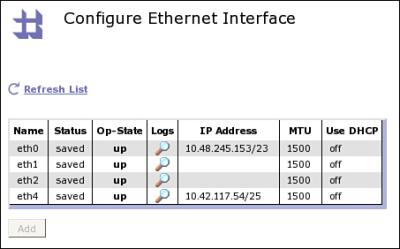 Configure Ethernet Interface
Refresh List
Name Status Op-State Logs IP Address MTU Use DHCP
eth0 saved up 10.48.245.153/23 1500 off
eth1 saved up 1500 off
eth2 saved up 1500 off
eth4 saved up 10.42.117.54/25 1500 off
Add